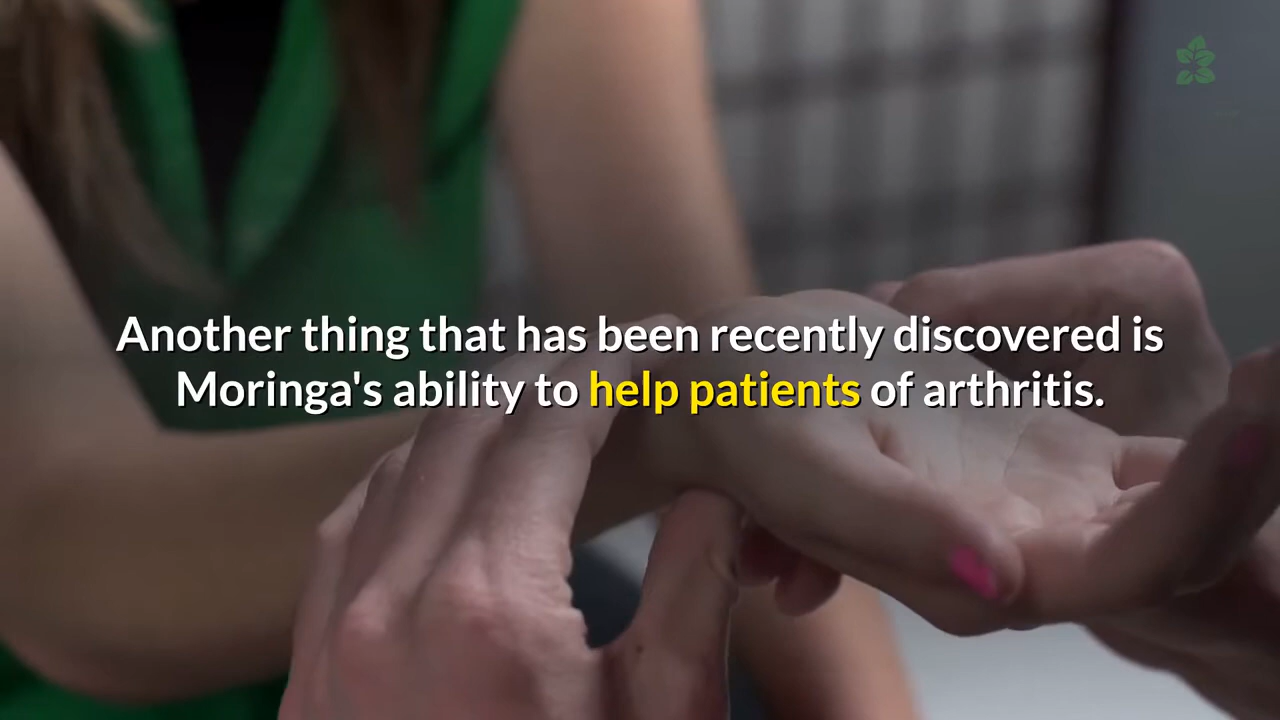 Another thing that has been recently discovered is
Moringa's ability to help patients of arthritis.